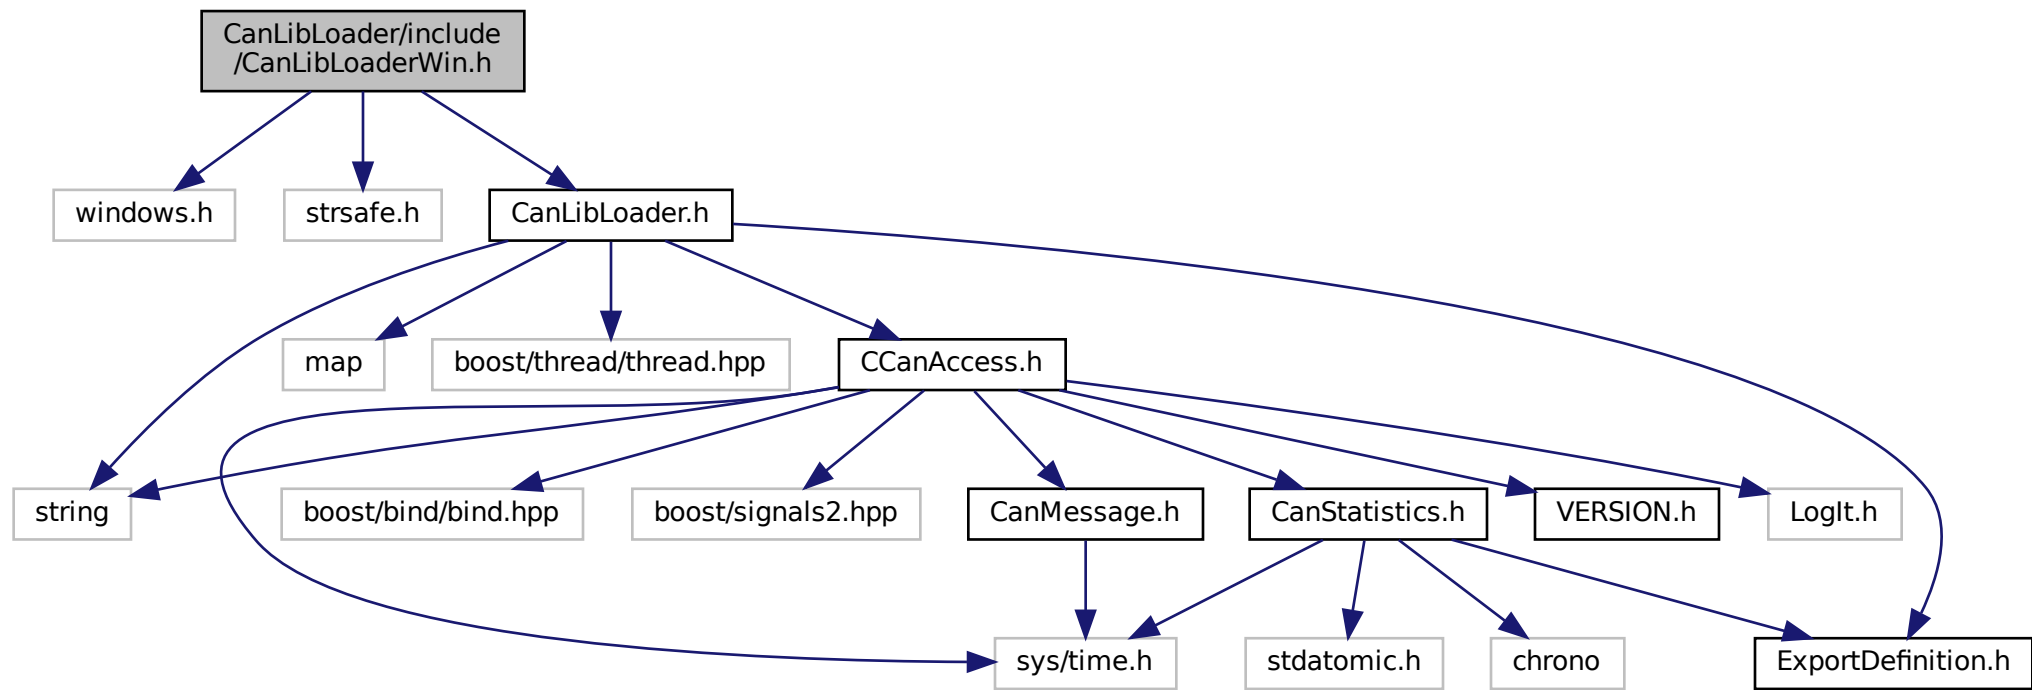 CanLibLoader/include
/CanLibLoaderWin.h
windows.h
strsafe.h
CanLibLoader.h
map
boost/thread/thread.hpp
CCanAccess.h
string
boost/bind/bind.hpp
boost/signals2.hpp
CanMessage.h
CanStatistics.h
VERSION.h
LogIt.h
sys/time.h
stdatomic.h
chrono
ExportDefinition.h